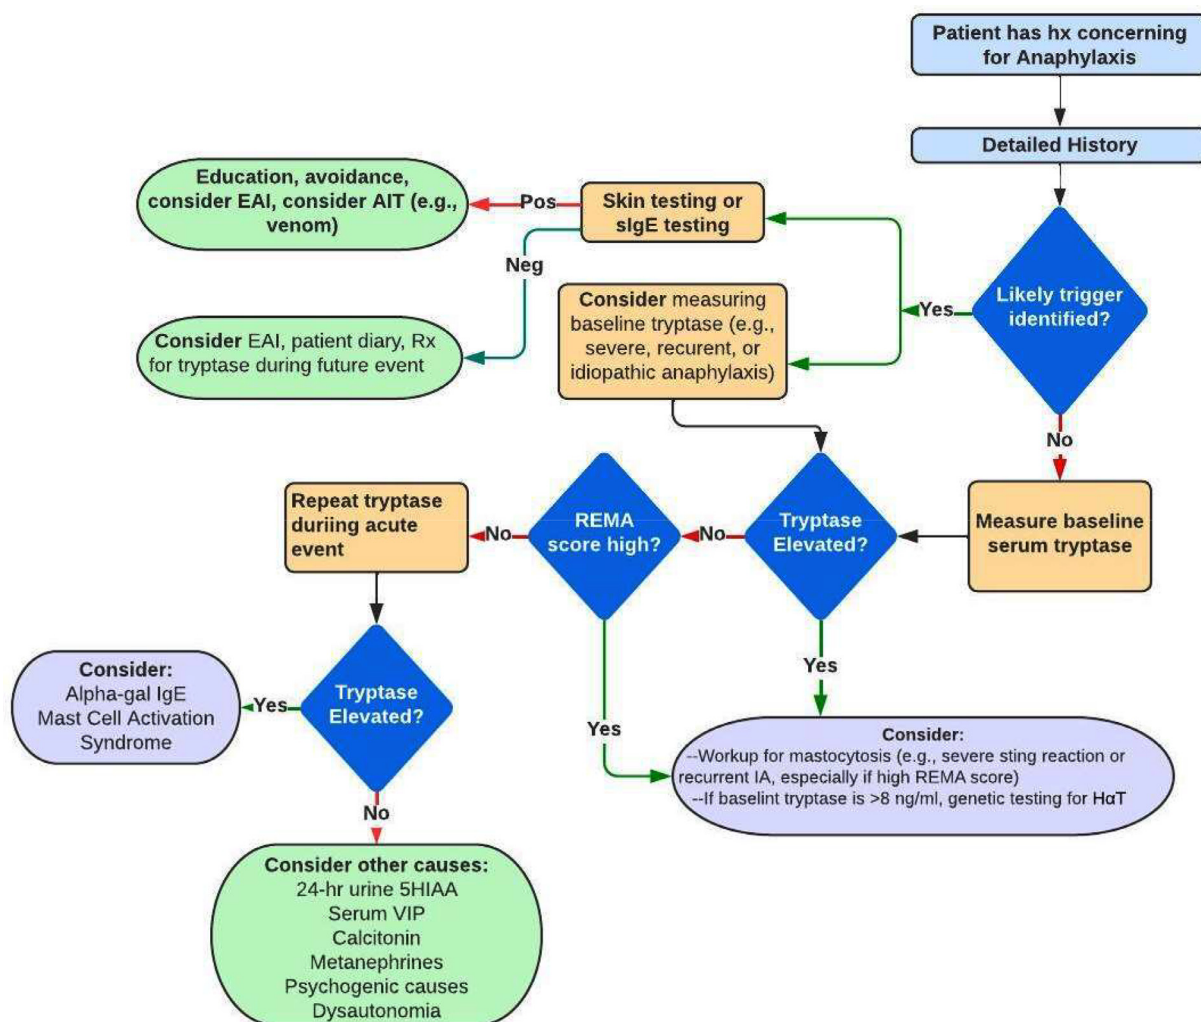 Patient has hx concerning
for Anaphylaxis
Detailed History
Likely trigger
identified?
Yes
No
Skin testing or
sIgE testing
Pos
Neg
Education, avoidance,
consider EAI, consider AIT (e.g.,
venom)
Consider EAI, patient diary, Rx
for tryptase during future event
Consider measuring
baseline tryptase (e.g.,
severe, recurent, or
idiopathic anaphylaxis)
Measure baseline
serum tryptase
Tryptase
Elevated?
No
Yes
REMA
score high?
No
Yes
Consider:
--Workup for mastocytosis (e.g., severe sting reaction or
recurrent IA, especially if high REMA score)
--If baselint tryptase is >8 ng/ml, genetic testing for HαT
Repeat tryptase
duriing acute
event
Tryptase
Elevated?
Yes
No
Consider:
Alpha-gal IgE
Mast Cell Activation
Syndrome
Consider other causes:
24-hr urine 5HIAA
Serum VIP
Calcitonin
Metanephrines
Psychogenic causes
Dysautonomia